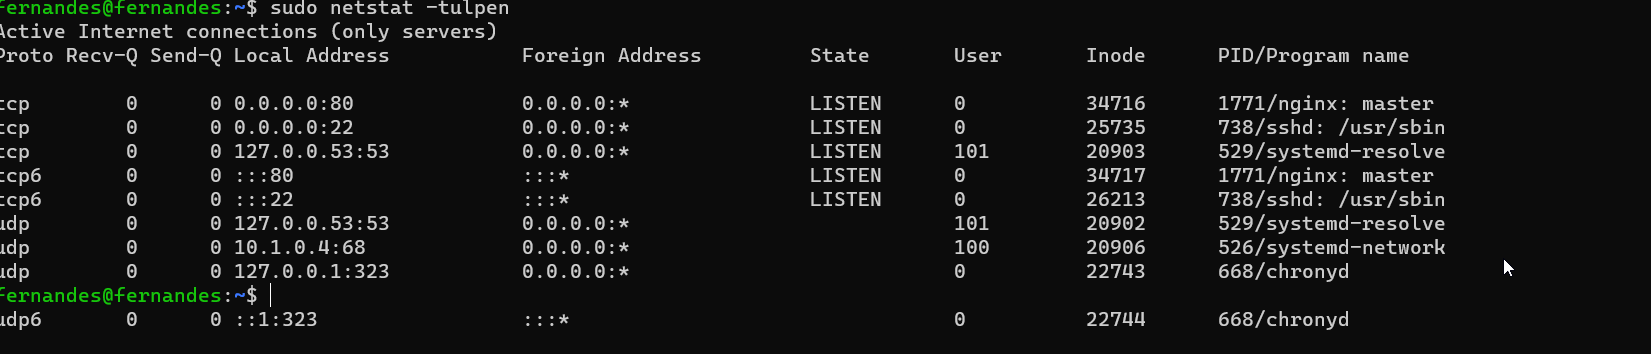 fernandes@fernandes:~$ sudo netstat -tulpen
Active Internet connections (only servers)
Proto Recv-Q Send-Q Local Address Foreign Address State User Inode PID/Program name
tcp 0 0 0.0.0.0:80 0.0.0.0:* LISTEN 0 34716 1771/nginx: master
tcp 0 0 0.0.0.0:22 0.0.0.0:* LISTEN 0 25735 738/sshd: /usr/sbin
tcp 0 0 127.0.0.53:53 0.0.0.0:* LISTEN 101 20903 529/systemd-resolve
tcp6 0 0 :::80 :::* LISTEN 0 34717 1771/nginx: master
tcp6 0 0 :::22 :::* LISTEN 0 26213 738/sshd: /usr/sbin
udp 0 0 127.0.0.53:53 0.0.0.0:* 101 20902 529/systemd-resolve
udp 0 0 10.1.0.4:68 0.0.0.0:* 100 20906 526/systemd-network
udp 0 0 127.0.0.1:323 0.0.0.0:* 0 22743 668/chronyd
fernandes@fernandes:~$
udp6 0 0 ::1:323 :::* 0 22744 668/chronyd